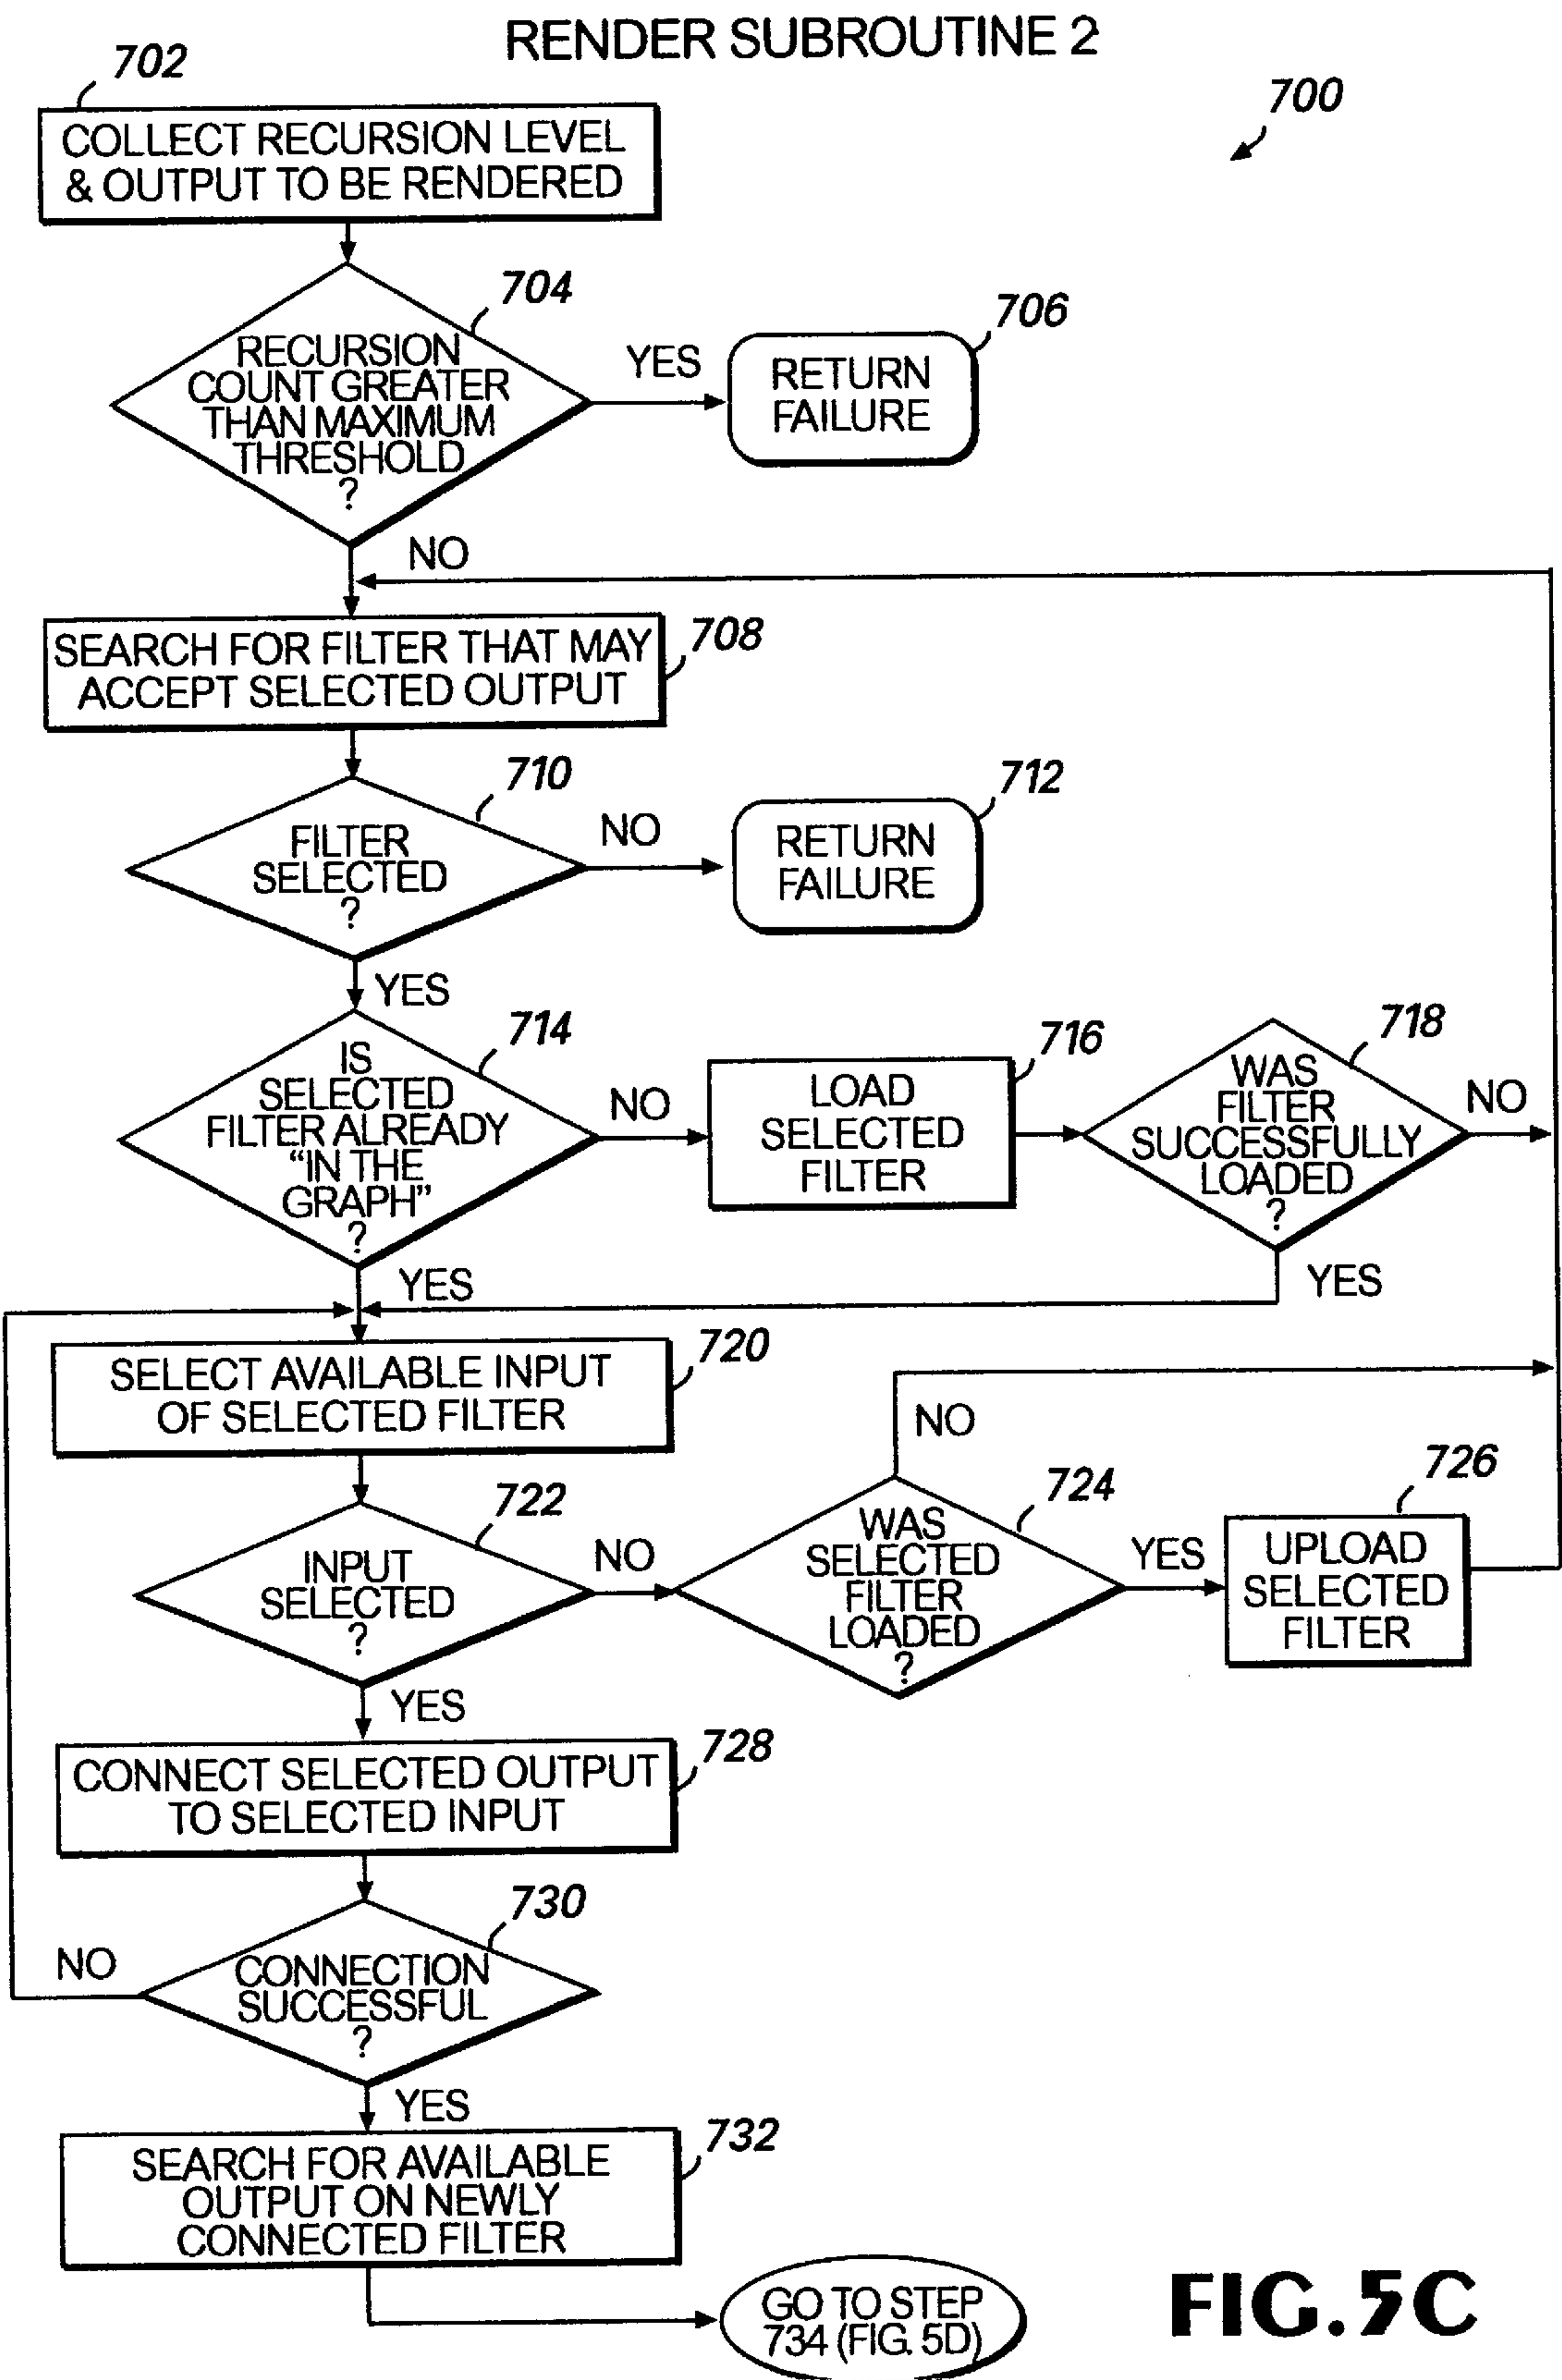 RENDER SUBROUTINE 2
702
700
COLLECT RECURSION LEVEL
& OUTPUT TO BE RENDERED
704
RECURSION
COUNT GREATER
THAN MAXIMUM
THRESHOLD
?
YES
706
RETURN
FAILURE
NO
SEARCH FOR FILTER THAT MAY
ACCEPT SELECTED OUTPUT
708
710
FILTER
SELECTED
?
NO
712
RETURN
FAILURE
YES
714
IS
SELECTED
FILTER ALREADY
“IN THE
GRAPH”
?
NO
716
LOAD
SELECTED
FILTER
718
WAS
FILTER
SUCCESSFULLY
LOADED
?
NO
YES
YES
720
SELECT AVAILABLE INPUT
OF SELECTED FILTER
722
INPUT
SELECTED
?
NO
724
WAS
SELECTED
FILTER
LOADED
?
NO
YES
726
UPLOAD
SELECTED
FILTER
YES
728
CONNECT SELECTED OUTPUT
TO SELECTED INPUT
730
CONNECTION
SUCCESSFUL
?
NO
YES
732
SEARCH FOR AVAILABLE
OUTPUT ON NEWLY
CONNECTED FILTER
GO TO STEP
734 (FIG. 5D)
FIG. 5C